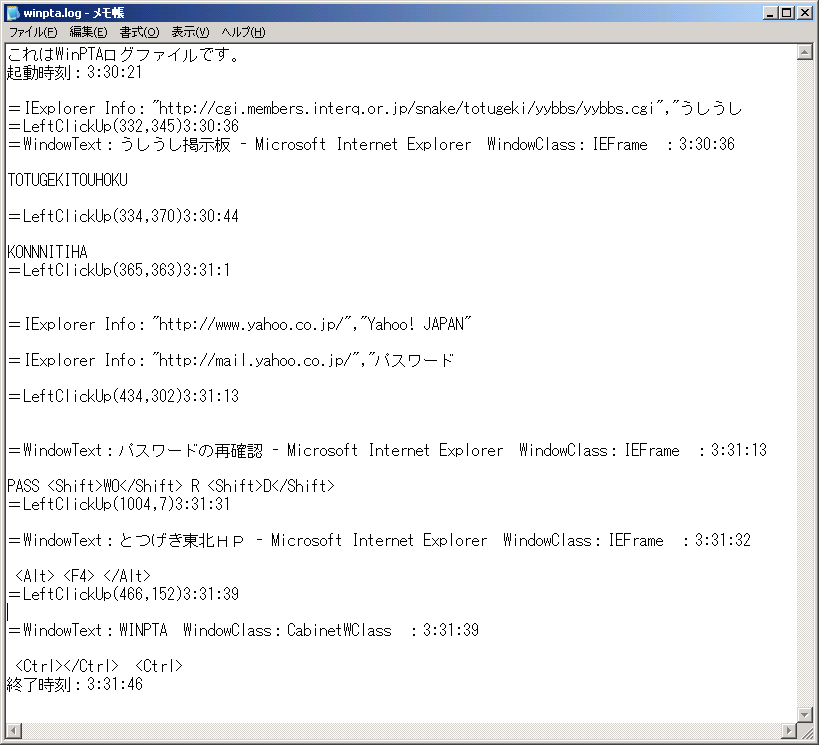 winpta.log - メモ帳
ファイル(F) 編集(E) 書式(O) 表示(V) ヘルプ(H)
これはWinPTAログファイルです。
起動時刻：3:30:21
＝IExplorer Info："http://cgi.members.interq.or.jp/snake/totugeki/yybbs/yybbs.cgi","うしうし
＝LeftClickUp(332,345)3:30:36
＝WindowText：うしうし掲示板 - Microsoft Internet Explorer WindowClass：IEFrame ：3:30:36
TOTUGEKITOUHOKU
＝LeftClickUp(334,370)3:30:44
KONNNITIHA
＝LeftClickUp(365,363)3:31:1
＝IExplorer Info："http://www.yahoo.co.jp/","Yahoo! JAPAN"
＝IExplorer Info："http://mail.yahoo.co.jp/","パスワード
＝LeftClickUp(434,302)3:31:13
＝WindowText：パスワードの再確認 - Microsoft Internet Explorer WindowClass：IEFrame ：3:31:13
PASS <Shift>WO</Shift> R <Shift>D</Shift>
＝LeftClickUp(1004,7)3:31:31
＝WindowText：とつげき東北ＨＰ - Microsoft Internet Explorer WindowClass：IEFrame ：3:31:32
<Alt> <F4> </Alt>
＝LeftClickUp(466,152)3:31:39
＝WindowText：WINPTA WindowClass：CabinetWClass ：3:31:39
<Ctrl></Ctrl> <Ctrl>
終了時刻：3:31:46